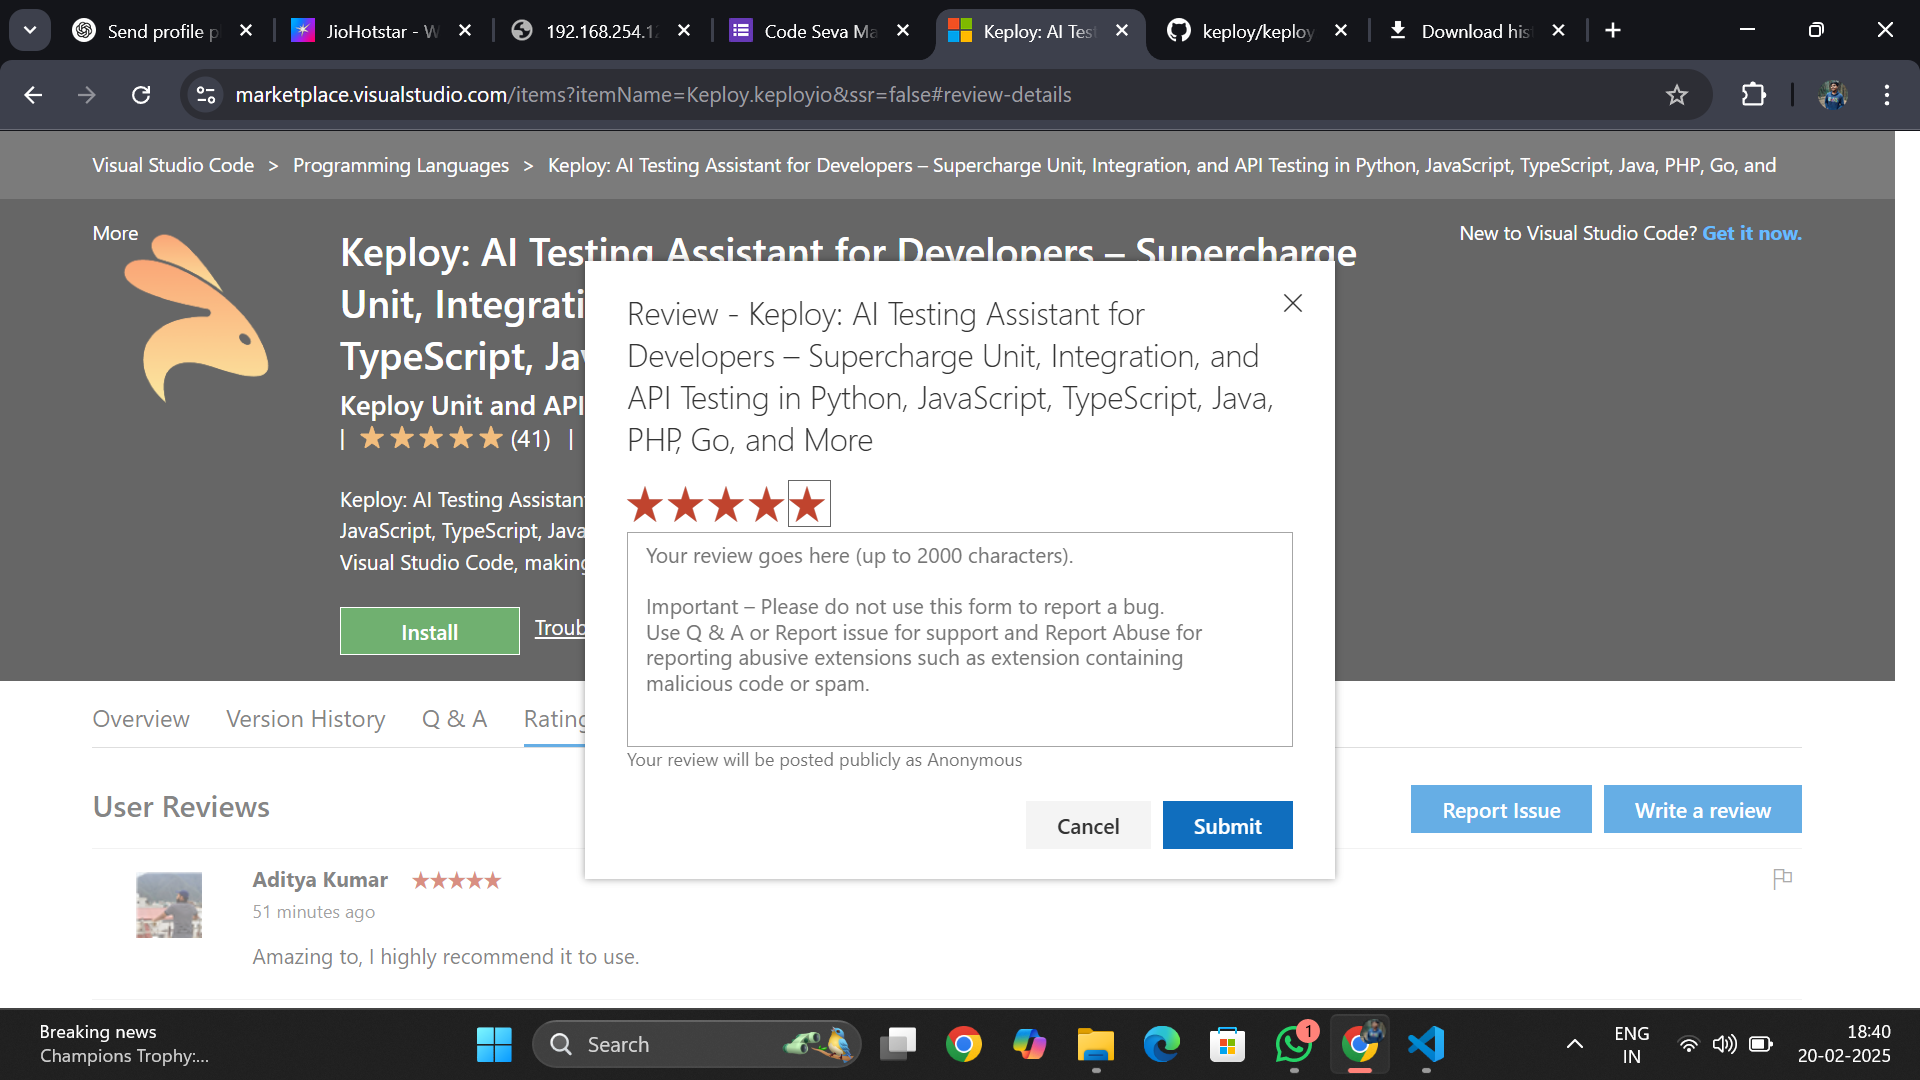 Send profile p
JioHotstar - W
192.168.254.12
Code Seva Ma
Keploy: AI Test
keploy/keploy
Download his
marketplace.visualstudio.com/items?itemName=Keploy.keployio&ssr=false#review-details
Visual Studio Code > Programming Languages > Keploy: AI Testing Assistant for Developers – Supercharge Unit, Integration, and API Testing in Python, JavaScript, TypeScript, Java, PHP, Go, and
More
New to Visual Studio Code? Get it now.
Keploy: AI Testing Assistant for Developers – Supercharge
Unit, Integrati
TypeScript, Jav
Keploy Unit and API
| (41) |
Keploy: AI Testing Assistan
JavaScript, TypeScript, Java
Visual Studio Code, making
Install
Troub
Review - Keploy: AI Testing Assistant for
Developers – Supercharge Unit, Integration, and
API Testing in Python, JavaScript, TypeScript, Java,
PHP, Go, and More
Your review goes here (up to 2000 characters).
Important – Please do not use this form to report a bug.
Use Q & A or Report issue for support and Report Abuse for
reporting abusive extensions such as extension containing
malicious code or spam.
Your review will be posted publicly as Anonymous
Cancel
Submit
Overview
Version History
Q & A
Rating
User Reviews
Report Issue
Write a review
Aditya Kumar
51 minutes ago
Amazing to, I highly recommend it to use.
Breaking news
Champions Trophy:...
Search
1
ENG
IN
18:40
20-02-2025